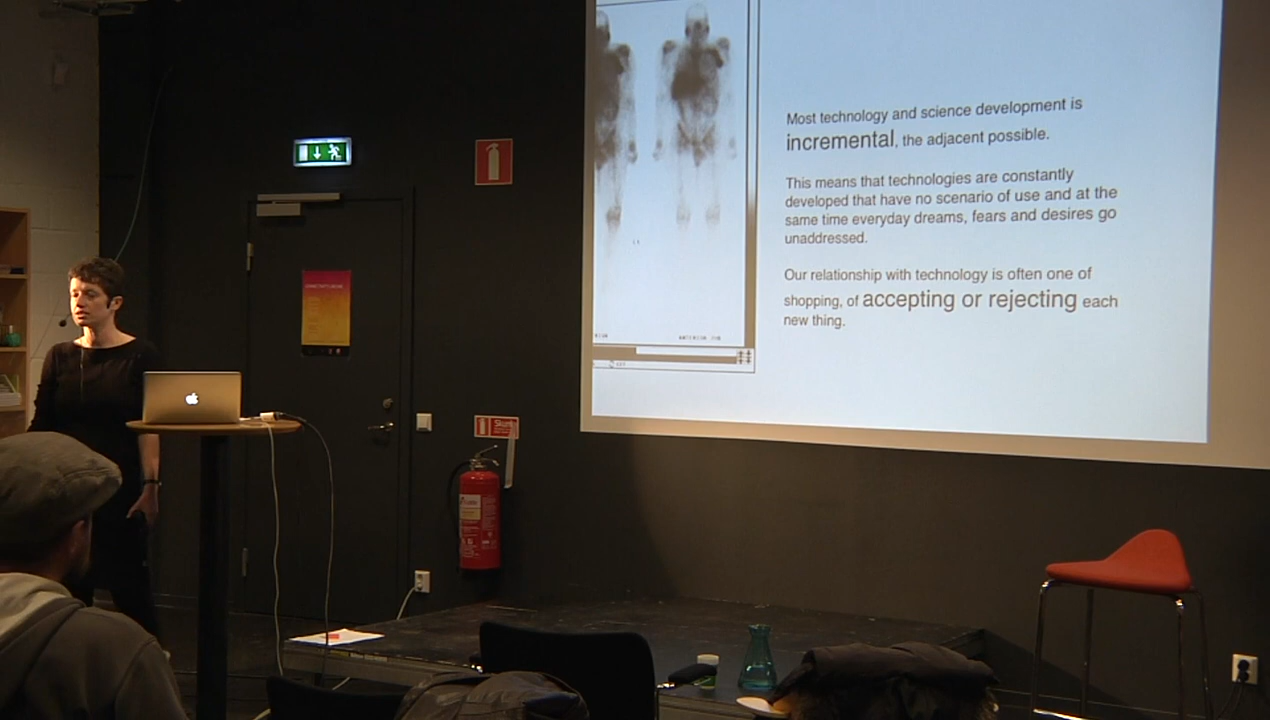 Most technology and science development is
incremental, the adjacent possible.
This means that technologies are constantly
developed that have no scenario of use and at the
same time everyday dreams, fears and desires go
unaddressed.
Our relationship with technology is often one of
shopping, of accepting or rejecting each
new thing.